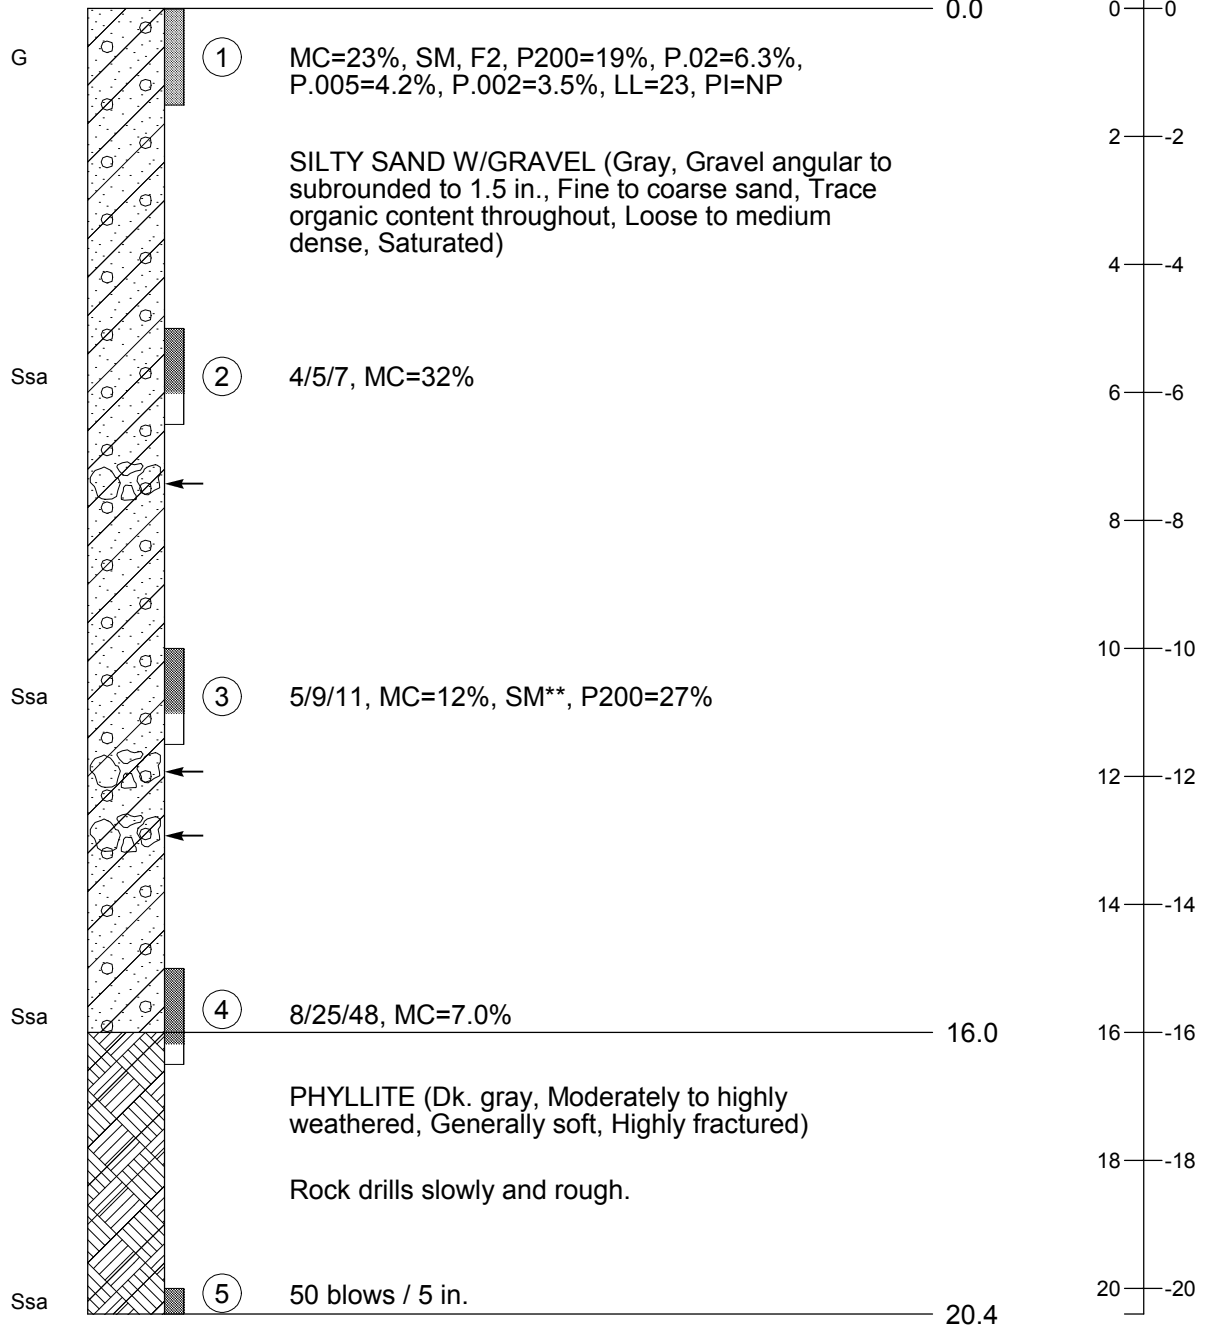 0.0
0 0
G 1 MC=23%, SM, F2, P200=19%, P.02=6.3%,
P.005=4.2%, P.002=3.5%, LL=23, PI=NP
2 -2
SILTY SAND W/GRAVEL (Gray, Gravel angular to
subrounded to 1.5 in., Fine to coarse sand, Trace
organic content throughout, Loose to medium
dense, Saturated)
4 -4
Ssa 2 4/5/7, MC=32%
6 -6
8 -8
10 -10
Ssa 3 5/9/11, MC=12%, SM**, P200=27%
12 -12
14 -14
Ssa 4 8/25/48, MC=7.0%
16.0
16 -16
PHYLLITE (Dk. gray, Moderately to highly
weathered, Generally soft, Highly fractured)
18 -18
Rock drills slowly and rough.
20 -20
Ssa 5 50 blows / 5 in.
20.4